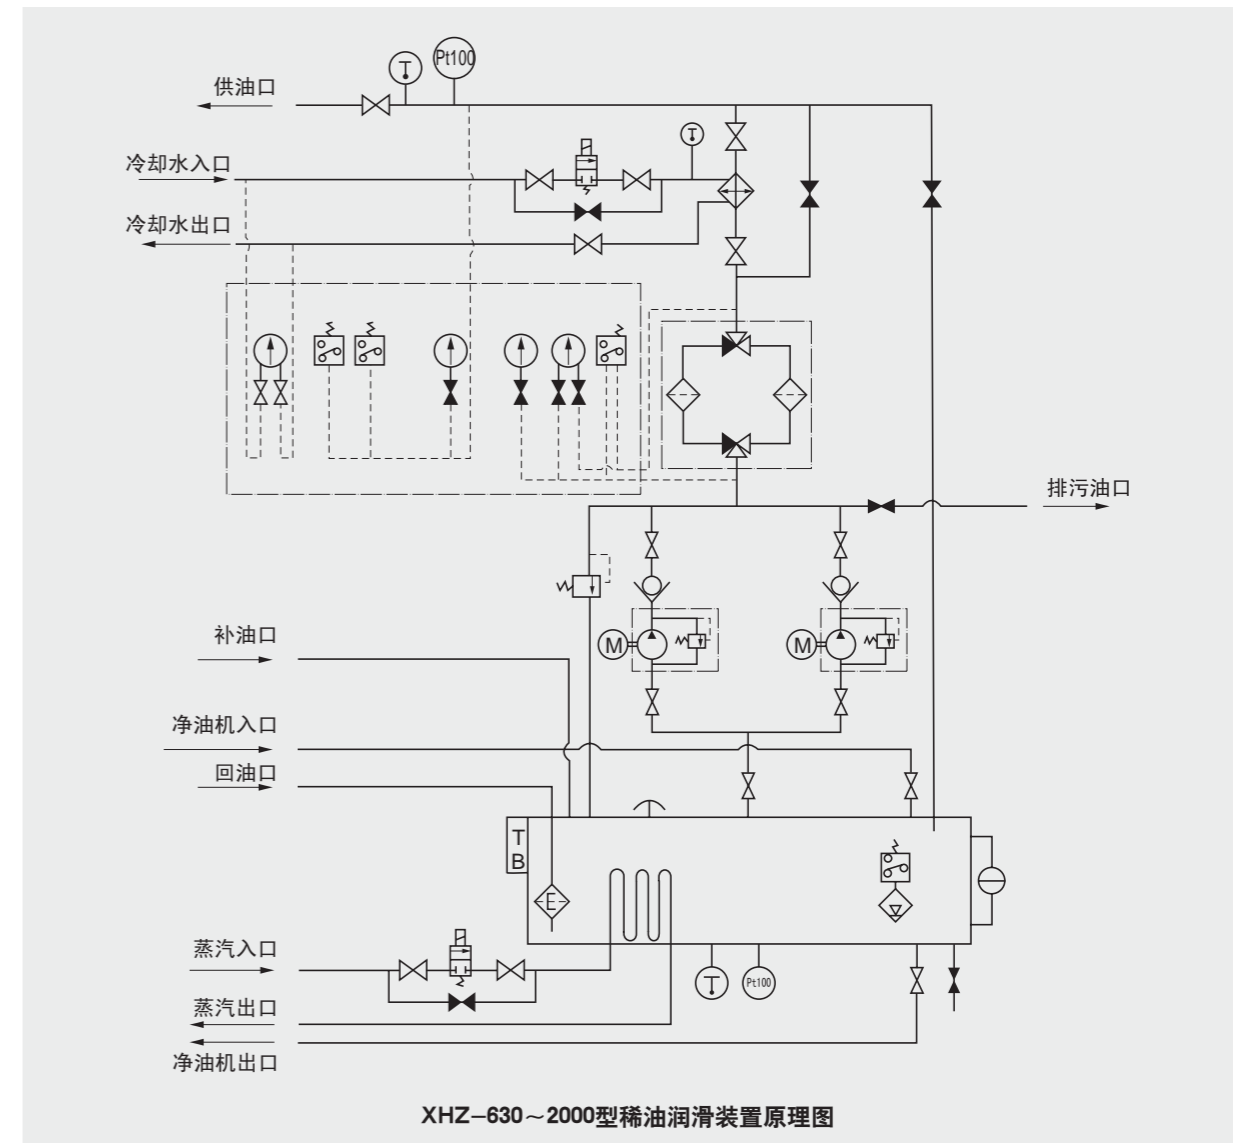 Pt100
T
供油口
T
冷却水入口
冷却水出口
排污油口
补油口
M
M
净油机入口
回油口
T
B
E
蒸汽入口
T
Pt100
蒸汽出口
净油机出口
XHZ-630～2000型稀油润滑装置原理图